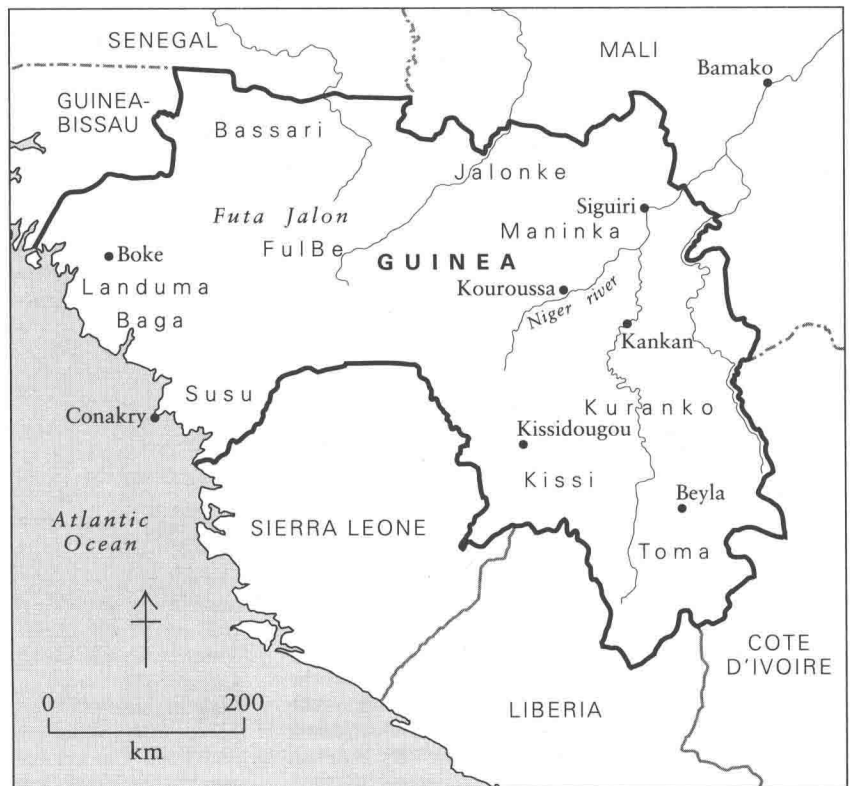 SENEGAL
MALI
Bamako
GUINEA-
BISSAU
Bassari
Jalonke
Siguiri
Futa Jalon
Maninka
FulBe
Boke
GUINEA
Landuma
Kouroussa
Niger river
Baga
Kankan
Susu
Kuranko
Conakry
Kissidougou
Kissi
Beyla
Atlantic
Ocean
SIERRA LEONE
Toma
COTE
D'IVOIRE
0 200
km
LIBERIA